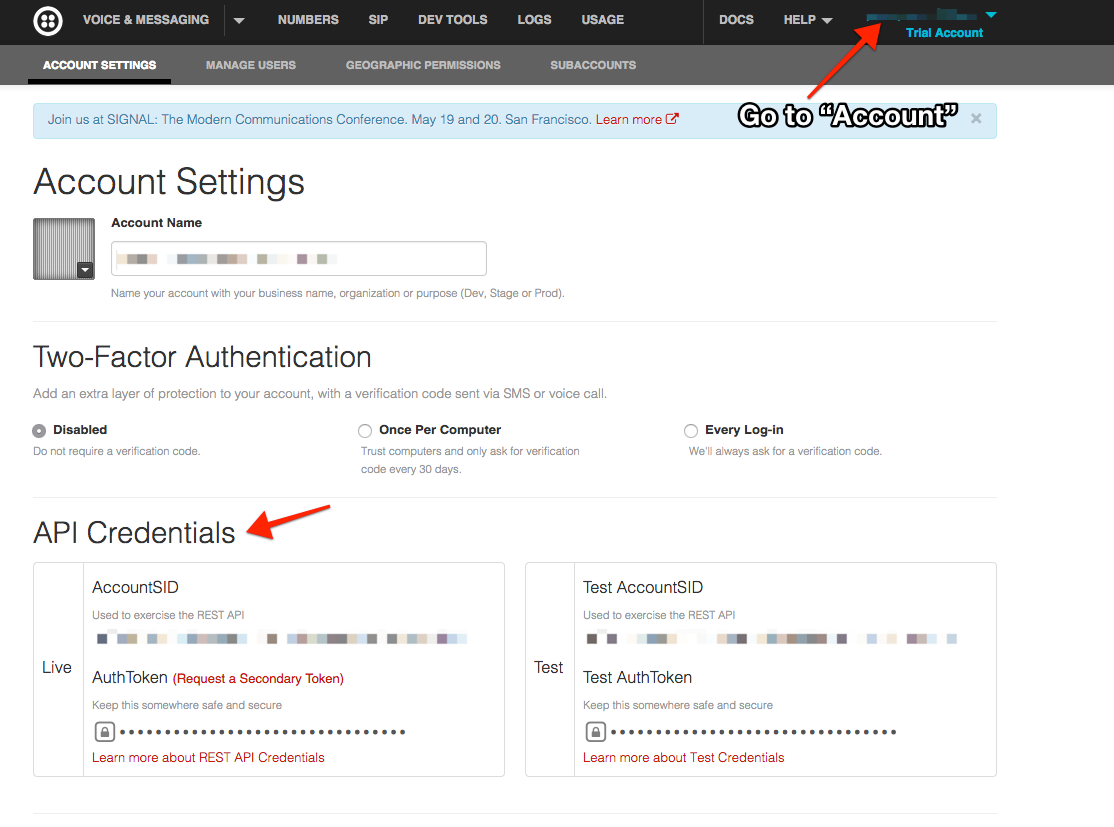 VOICE & MESSAGING NUMBERS SIP DEV TOOLS LOGS USAGE DOCS HELP
Trial Account
ACCOUNT SETTINGS MANAGE USERS GEOGRAPHIC PERMISSIONS SUBACCOUNTS
Go to “Account”
Join us at SIGNAL: The Modern Communications Conference. May 19 and 20. San Francisco. Learn more
Account Settings
Account Name
Name your account with your business name, organization or purpose (Dev, Stage or Prod).
Two-Factor Authentication
Add an extra layer of protection to your account, with a verification code sent via SMS or voice call.
Disabled
Do not require a verification code.
Once Per Computer
Trust computers and only ask for verification
code every 30 days.
Every Log-in
We'll always ask for a verification code.
API Credentials
Live
AccountSID
Used to exercise the REST API
AuthToken (Request a Secondary Token)
Keep this somewhere safe and secure
Learn more about REST API Credentials
Test
Test AccountSID
Used to exercise the REST API
Test AuthToken
Keep this somewhere safe and secure
Learn more about Test Credentials